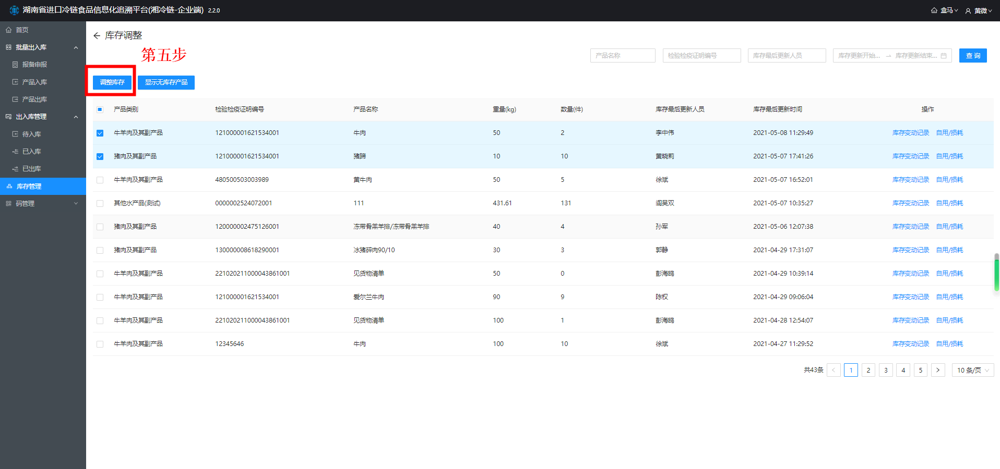 湖南省进口冷链食品信息化追溯平台(湘冷链-企业端) 2.2.0
盒马 黄微
首页
批量出入库
报备申报
产品入库
产品出库
出入库管理
待入库
已入库
已出库
库存管理
码管理
库存调整
第五步
产品名称 检验检疫证明编号 库存最后更新人员 库存更新开始... 库存更新结束... 查 询
调整库存 显示无库存产品
产品类别 检验检疫证明编号 产品名称 重量(kg) 数量(件) 库存最后更新人员 库存最后更新时间 操作
牛羊肉及其副产品 121000001621534001 牛肉 50 2 李中伟 2021-05-08 11:29:49 库存变动记录 自用/损耗
猪肉及其副产品 121000001621534001 猪蹄 10 10 黄晓莉 2021-05-07 17:41:26 库存变动记录 自用/损耗
牛羊肉及其副产品 480500503003989 黄牛肉 50 5 徐斌 2021-05-07 16:52:01 库存变动记录 自用/损耗
其他水产品(测试) 0000002524072001 111 431.61 131 阎吴双 2021-05-07 10:35:27 库存变动记录 自用/损耗
猪肉及其副产品 120000002475126001 冻带骨羔羊排/冻带骨羔羊排 40 4 孙军 2021-05-06 12:07:38 库存变动记录 自用/损耗
猪肉及其副产品 130000008618290001 冰猪碎肉90/10 30 3 郭静 2021-04-29 17:31:07 库存变动记录 自用/损耗
牛羊肉及其副产品 221020211000043861001 见货物清单 50 0 彭海鸥 2021-04-29 10:39:14 库存变动记录 自用/损耗
牛羊肉及其副产品 121000001621534001 爱尔兰牛肉 90 9 陈权 2021-04-29 09:06:04 库存变动记录 自用/损耗
牛羊肉及其副产品 221020211000043861001 见货物清单 100 1 彭海鸥 2021-04-28 12:54:07 库存变动记录 自用/损耗
牛羊肉及其副产品 12345646 牛肉 100 10 徐斌 2021-04-27 11:29:52 库存变动记录 自用/损耗
共43条 < 1 2 3 4 5 > 10 条/页